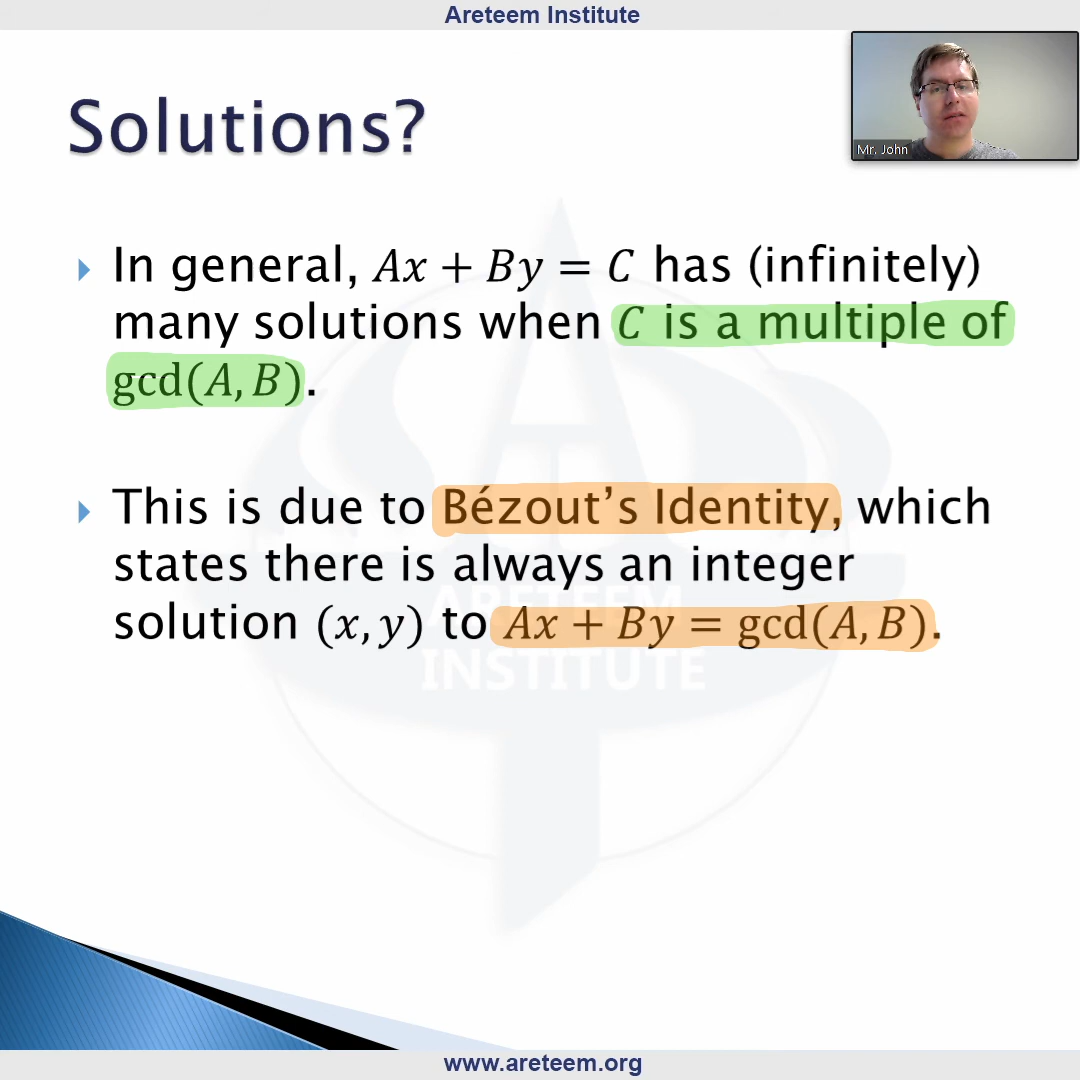 Areteem Institute
Solutions?
Mr. John
In general, Ax + By = C has (infinitely)
many solutions when C is a multiple of
gcd(A, B).
This is due to Bézout’s Identity, which
states there is always an integer
solution (x, y) to Ax + By = gcd(A, B).
ARETEEM
INSTITUTE
www.areteem.org